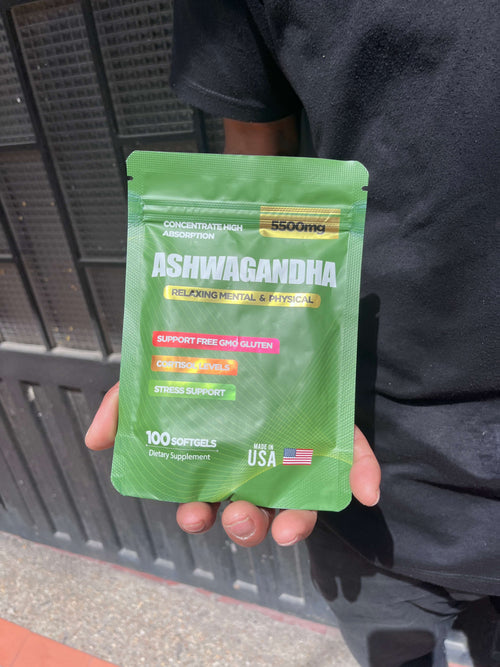 CONCENTRATE HIGH
ABSORPTION
5500mg
ASHWAGANDHA
RELAXING MENTAL & PHYSICAL
SUPPORT FREE GMO GLUTEN
CORTISOL LEVELS
STRESS SUPPORT
100 SOFTGELS
Dietary Supplement
MADE IN
USA